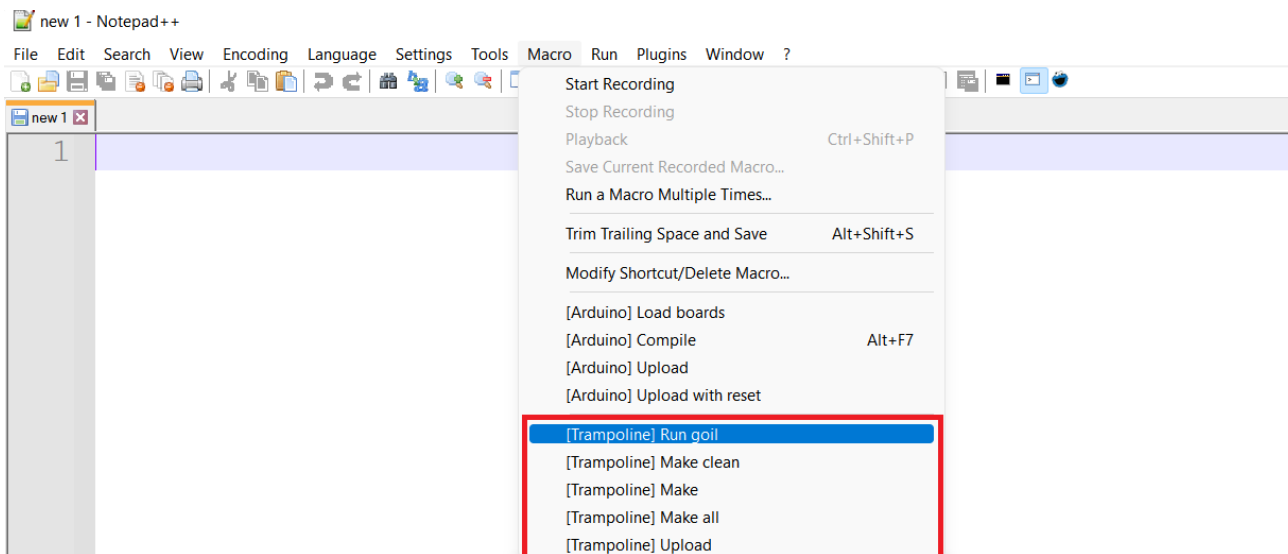 new 1 - Notepad++
File Edit Search View Encoding Language Settings Tools Macro Run Plugins Window ?
new 1
1
Start Recording
Stop Recording
Playback Ctrl+Shift+P
Save Current Recorded Macro...
Run a Macro Multiple Times...
Trim Trailing Space and Save Alt+Shift+S
Modify Shortcut/Delete Macro...
[Arduino] Load boards
[Arduino] Compile Alt+F7
[Arduino] Upload
[Arduino] Upload with reset
[Trampoline] Run goil
[Trampoline] Make clean
[Trampoline] Make
[Trampoline] Make all
[Trampoline] Upload